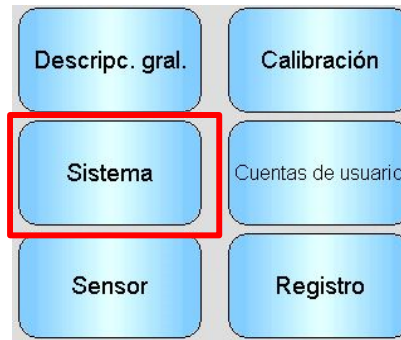 Descripc. gral.
Calibración
Sistema
Cuentas de usuario
Sensor
Registro